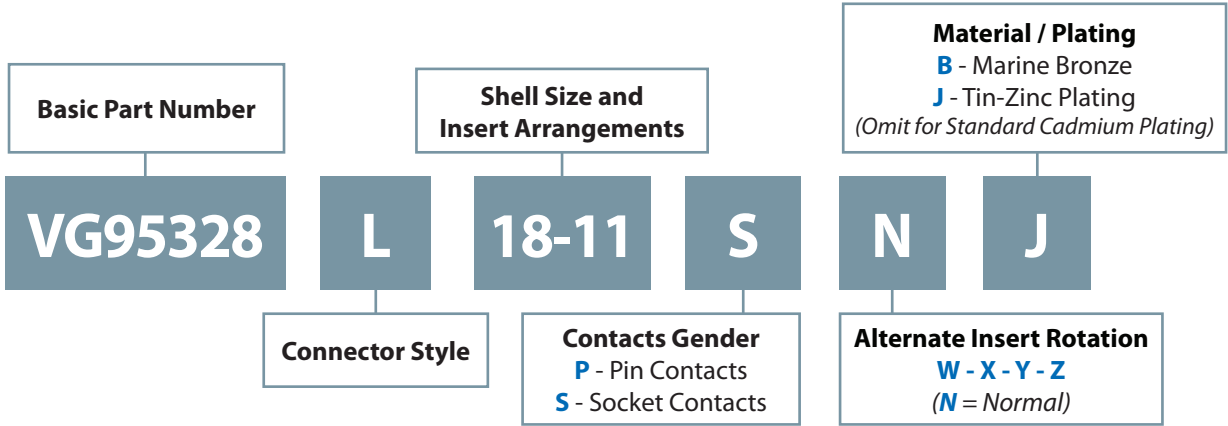 Material / Plating
B - Marine Bronze
J - Tin-Zinc Plating
(Omit for Standard Cadmium Plating)
Basic Part Number
Shell Size and
Insert Arrangements
VG95328 L 18-11 S N J
Connector Style
Contacts Gender
P - Pin Contacts
S - Socket Contacts
Alternate Insert Rotation
W - X - Y - Z
(N = Normal)